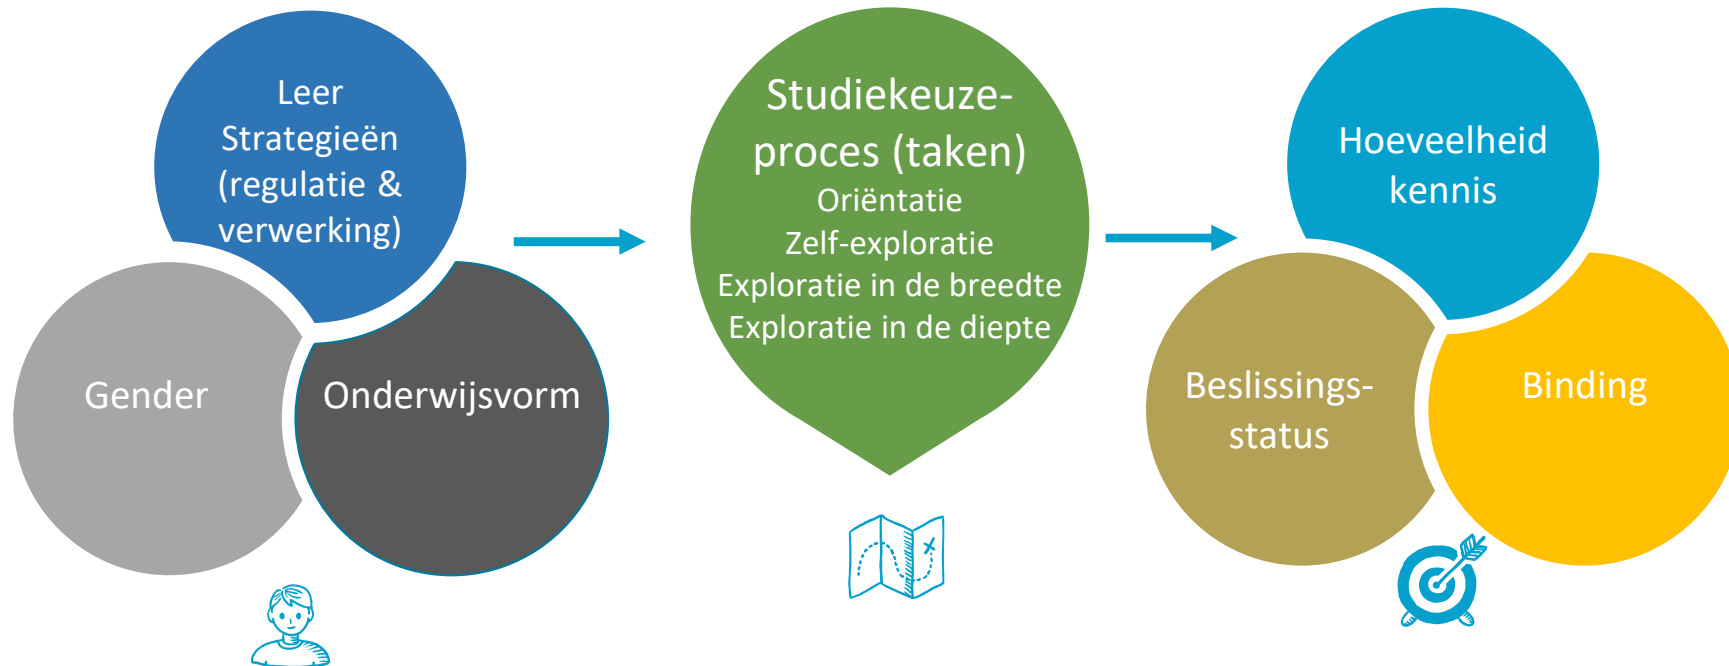 Leer
Strategieën
(regulatie &
verwerking)
Gender
Onderwijsvorm
Studiekeuze-
proces (taken)
Oriëntatie
Zelf-exploratie
Exploratie in de breedte
Exploratie in de diepte
Hoeveelheid
kennis
Beslissings-
status
Binding